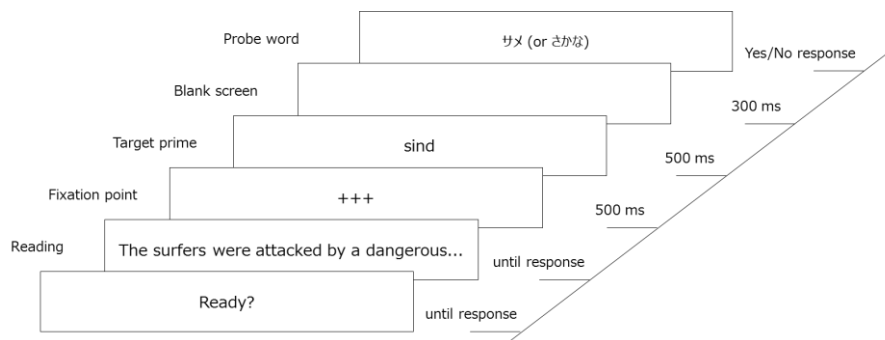 Probe word
サメ (or さかな)
Yes/No response
Blank screen
300 ms
Target prime
sind
500 ms
Fixation point
+++
500 ms
Reading
The surfers were attacked by a dangerous...
until response
Ready?
until response